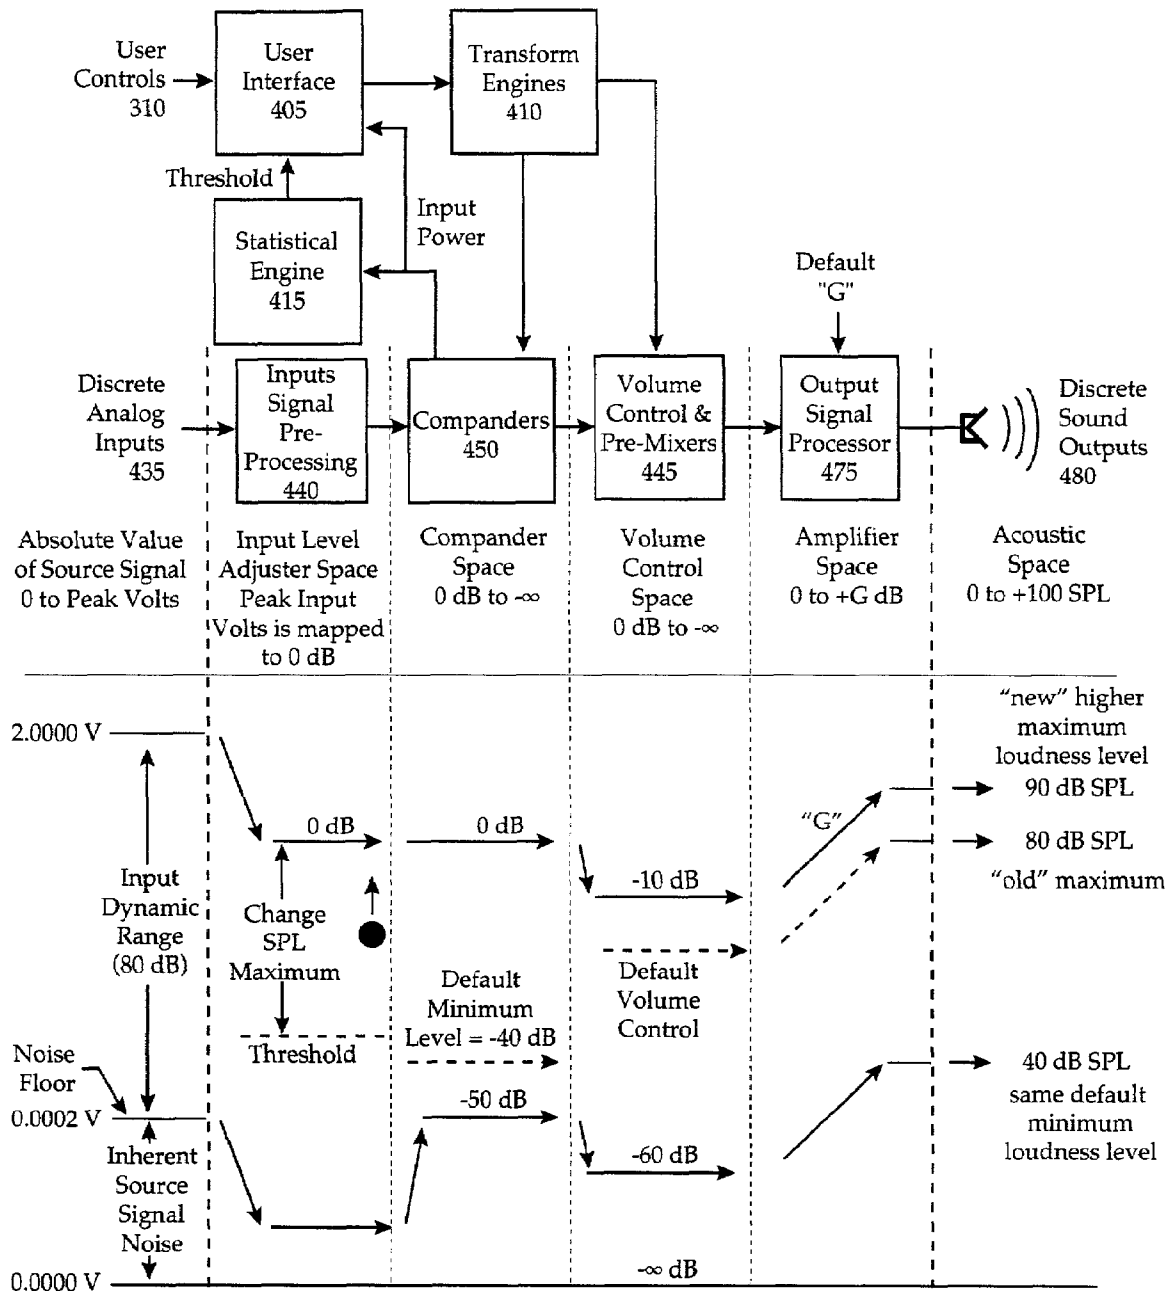 User
Controls
310
User
Interface
405
Transform
Engines
410
Threshold
Input
Power
Statistical
Engine
415
Default
"G"
Discrete
Analog
Inputs
435
Inputs
Signal
Pre-
Processing
440
Companders
450
Volume
Control &
Pre-Mixers
445
Output
Signal
Processor
475
Discrete
Sound
Outputs
480
Absolute Value
of Source Signal
0 to Peak Volts
Input Level
Adjuster Space
Peak Input
Volts is mapped
to 0 dB
Compander
Space
0 dB to -∞
Volume
Control
Space
0 dB to -∞
Amplifier
Space
0 to +G dB
Acoustic
Space
0 to +100 SPL
2.0000 V
Input
Dynamic
Range
(80 dB)
Noise
Floor
0.0002 V
Inherent
Source
Signal
Noise
0.0000 V
0 dB
Change
SPL
Maximum
Threshold
0 dB
Default
Minimum
Level = -40 dB
-50 dB
-10 dB
Default
Volume
Control
-60 dB
-∞ dB
“G”
“new” higher
maximum
loudness level
90 dB SPL
80 dB SPL
“old” maximum
40 dB SPL
same default
minimum
loudness level